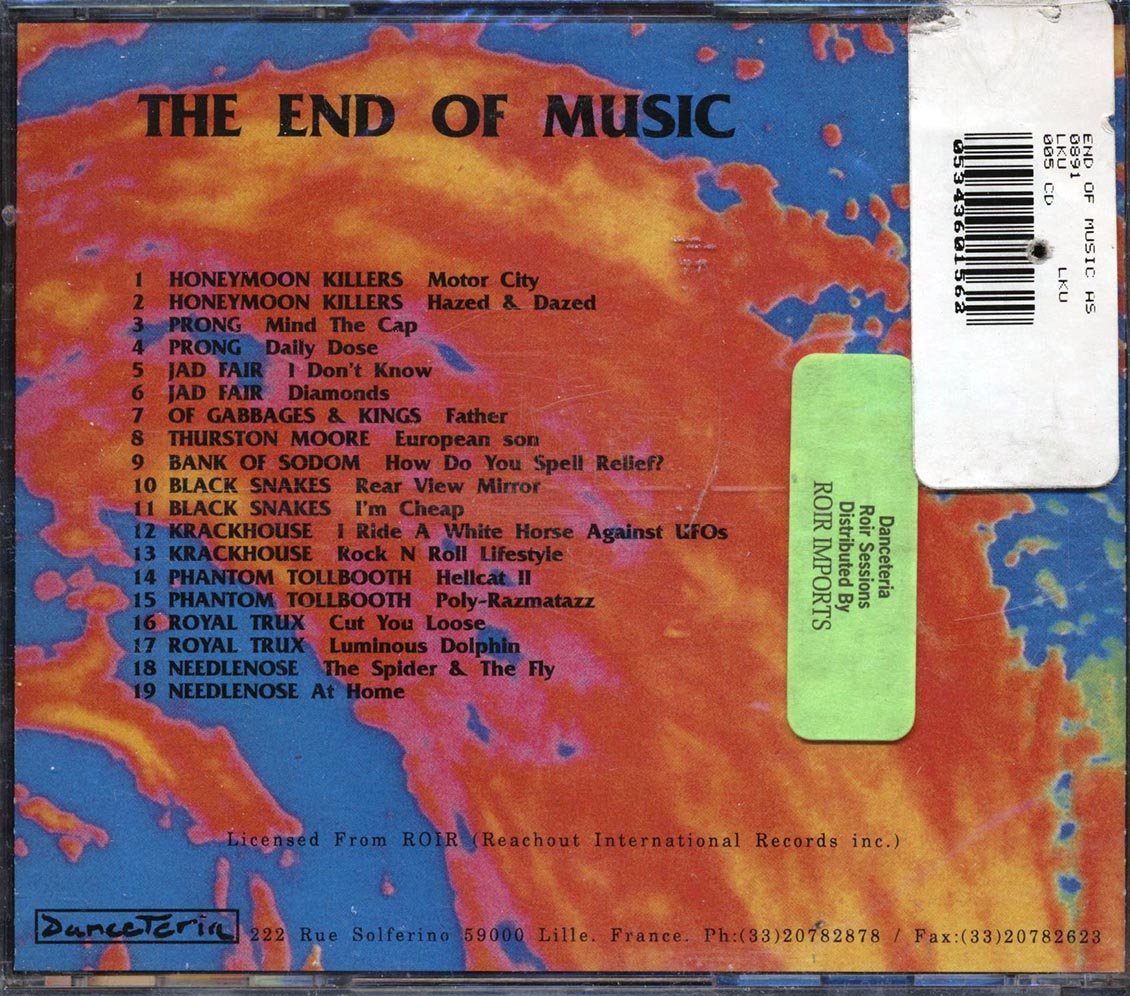 THE END OF MUSIC
1 HONEYMOON KILLERS Motor City
2 HONEYMOON KILLERS Hazed & Dazed
3 PRONG Mind The Cap
4 PRONG Daily Dose
5 JAD FAIR I Don't Know
6 JAD FAIR Diamonds
7 OF GABBAGES & KINGS Father
8 THURSTON MOORE European son
9 BANK OF SODOM How Do You Spell Relief?
10 BLACK SNAKES Rear View Mirror
11 BLACK SNAKES I'm Cheap
12 KRACKHOUSE I Ride A White Horse Against UFOs
13 KRACKHOUSE Rock N Roll Lifestyle
14 PHANTOM TOLLBOOTH Hellcat II
15 PHANTOM TOLLBOOTH Poly-Razmatazz
16 ROYAL TRUX Cut You Loose
17 ROYAL TRUX Luminous Dolphin
18 NEEDLENOSE The Spider & The Fly
19 NEEDLENOSE At Home
Licensed From ROIR (Reachout International Records inc.)
DanceTeria
222 Rue Solferino 59000 Lille. France. Ph:(33)20782878 / Fax:(33)20782623
END OF MUSIC AS
0891
LKU LKU
005 CD
053436015628
Danceteria
Roir Sessions
Distributed By
ROIR IMPORTS